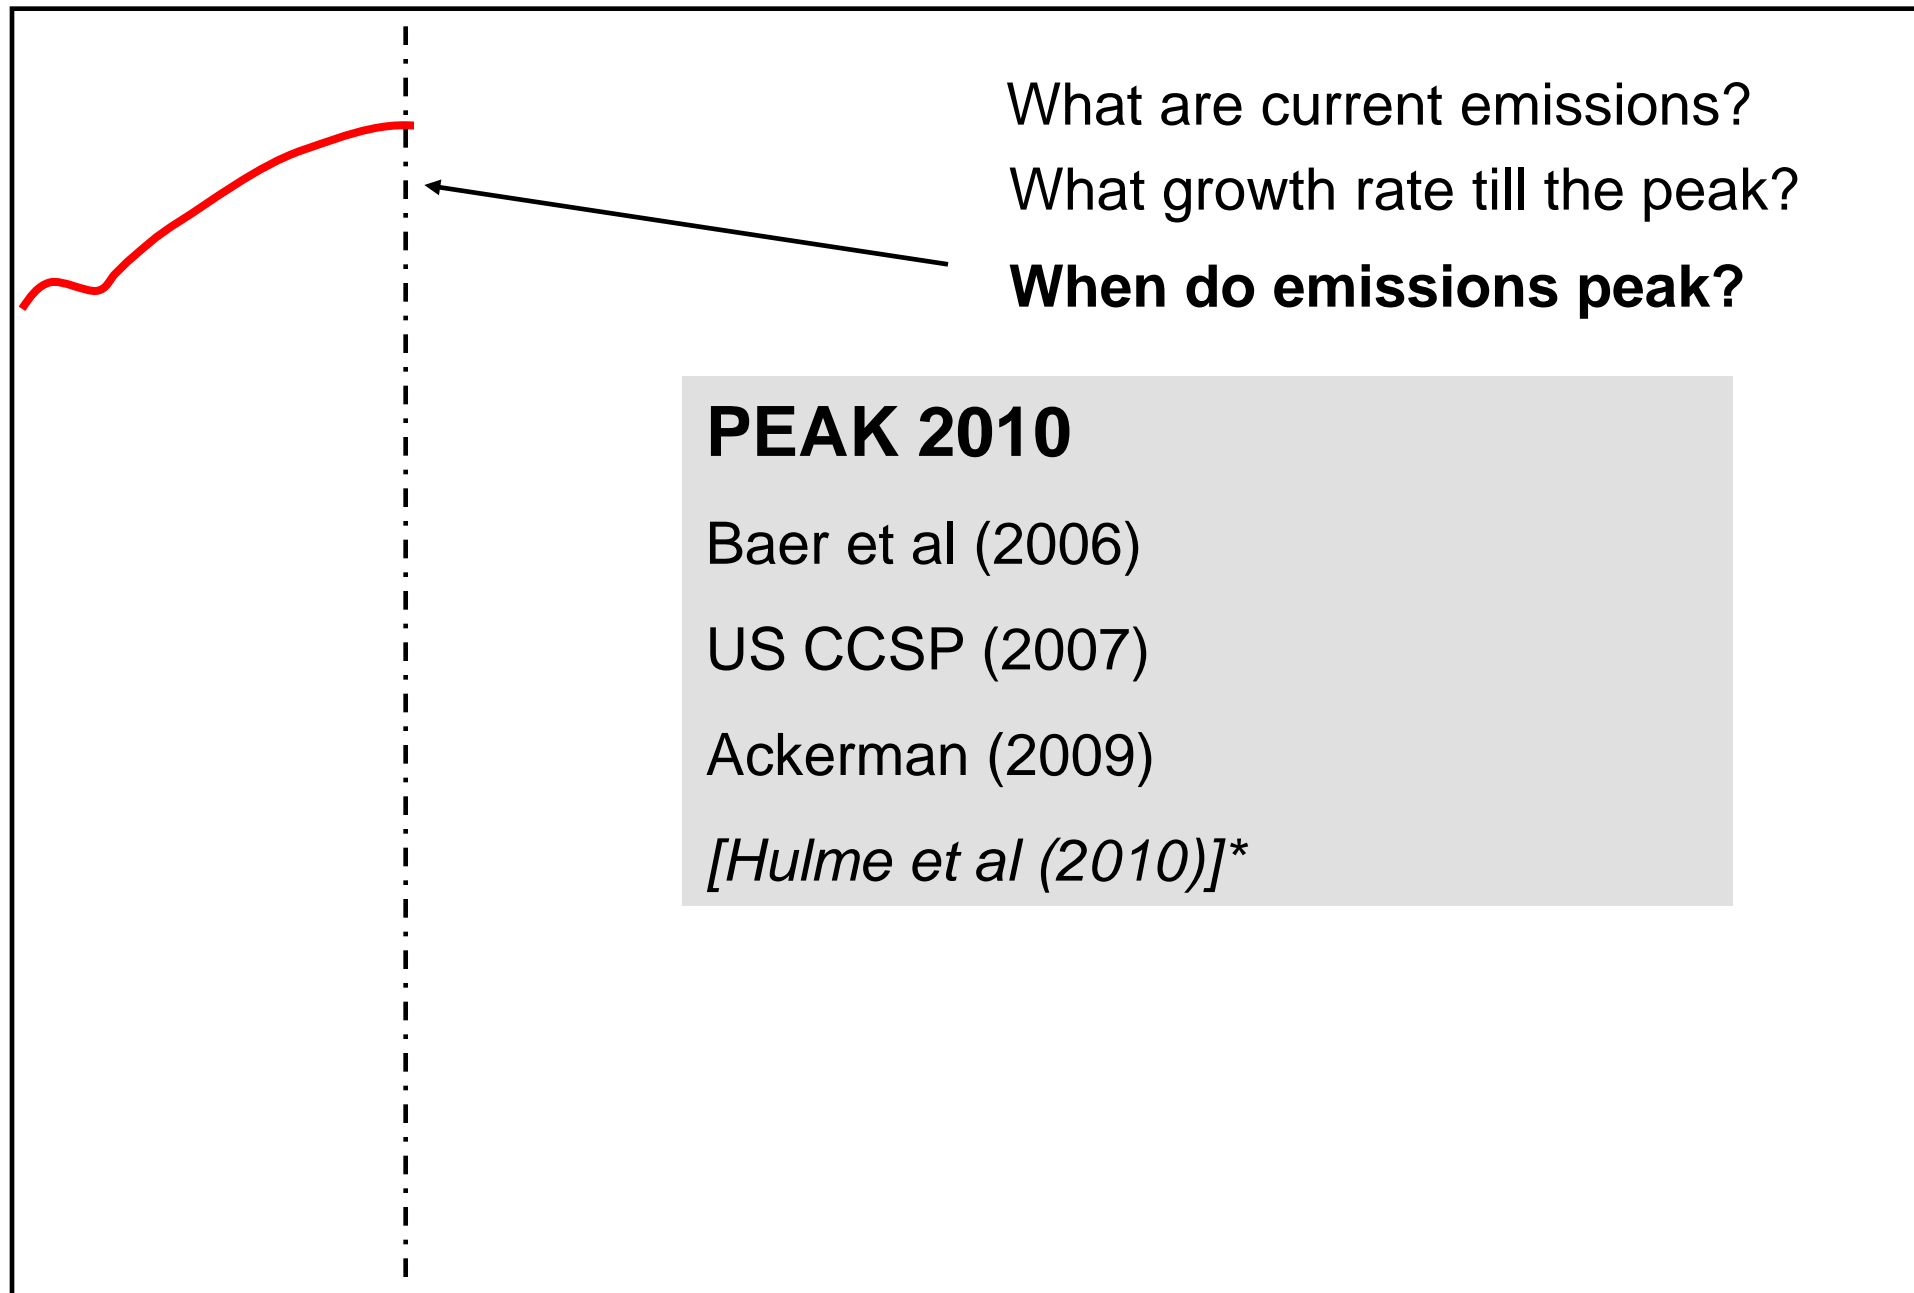 What are current emissions?
What growth rate till the peak?
When do emissions peak?
PEAK 2010
Baer et al (2006)
US CCSP (2007)
Ackerman (2009)
[Hulme et al (2010)]*